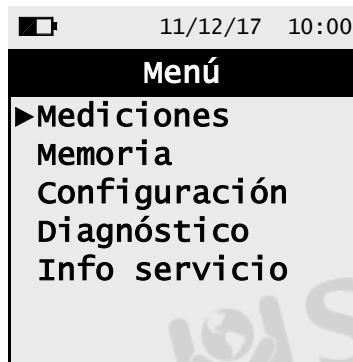 11/12/17 10:00
Menú
▶Mediciones
Memoria
Configuración
Diagnóstico
Info servicio